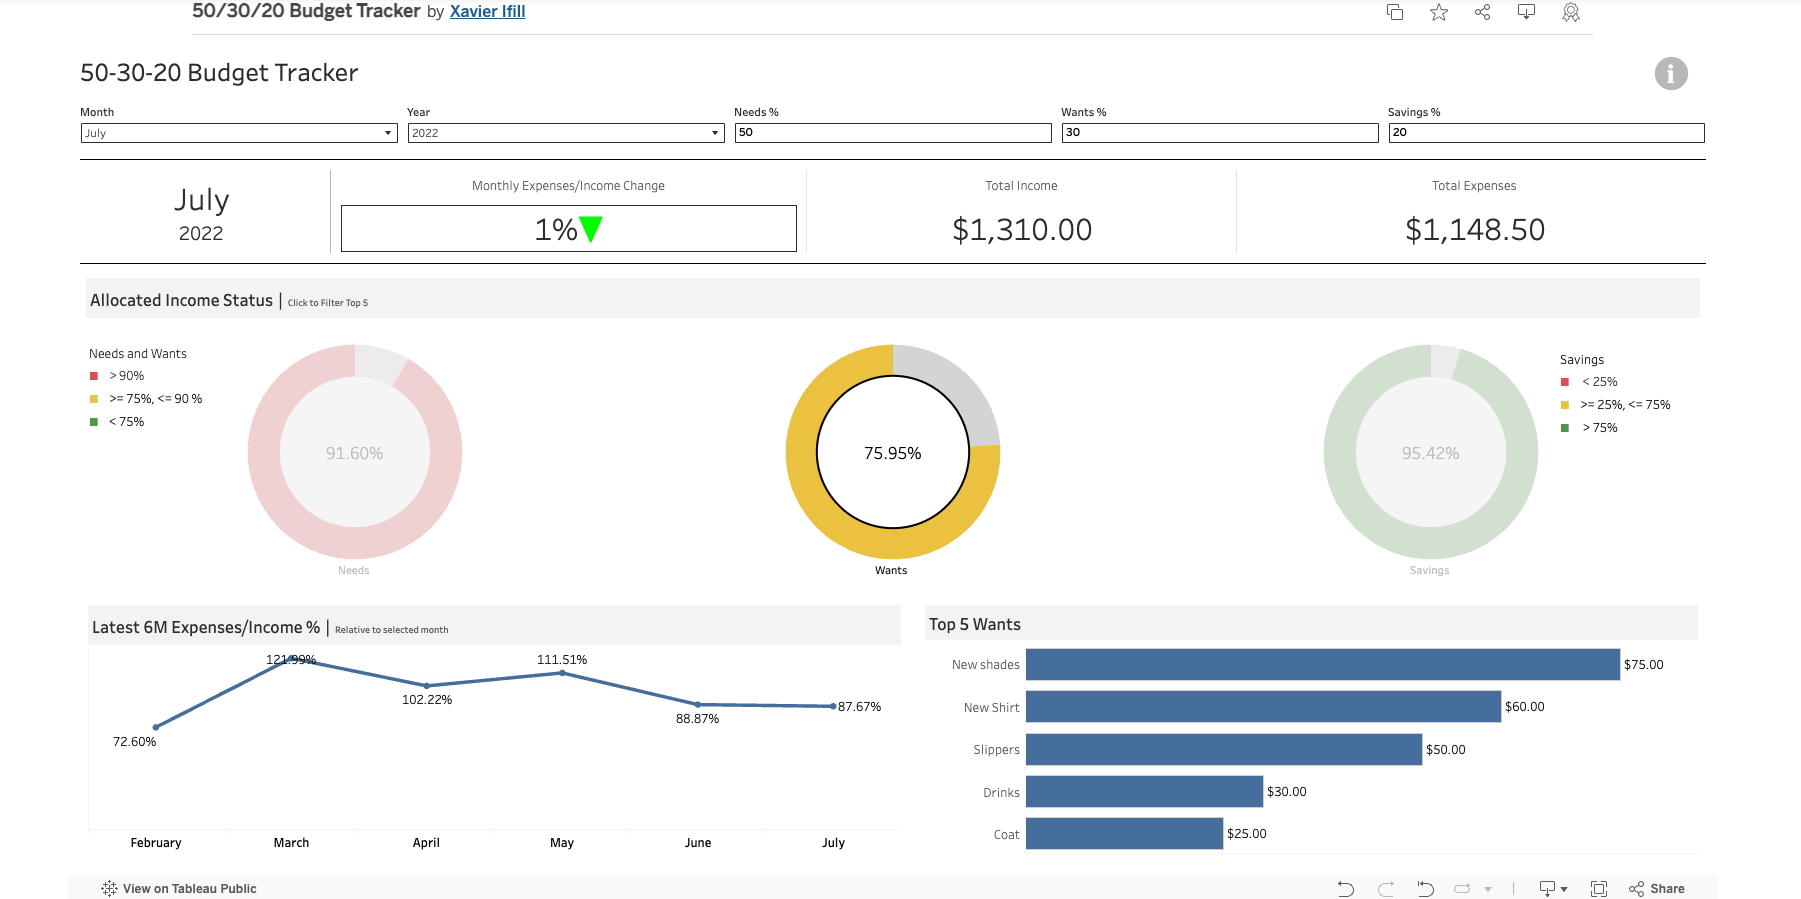 50/30/20 Budget Tracker by Xavier Ifill
50-30-20 Budget Tracker
i
Month
Year
Needs %
Wants %
Savings %
July
2022
50
30
20
July
2022
Monthly Expenses/Income Change
1%
Total Income
$1,310.00
Total Expenses
$1,148.50
Allocated Income Status | Click to Filter Top 5
Needs and Wants
> 90%
>= 75%, <= 90 %
< 75%
91.60%
Needs
75.95%
Wants
95.42%
Savings
Savings
< 25%
>= 25%, <= 75%
> 75%
Latest 6M Expenses/Income % | Relative to selected month
72.60%
121.99%
102.22%
111.51%
88.87%
87.67%
February
March
April
May
June
July
Top 5 Wants
New shades $75.00
New Shirt $60.00
Slippers $50.00
Drinks $30.00
Coat $25.00
View on Tableau Public
Share